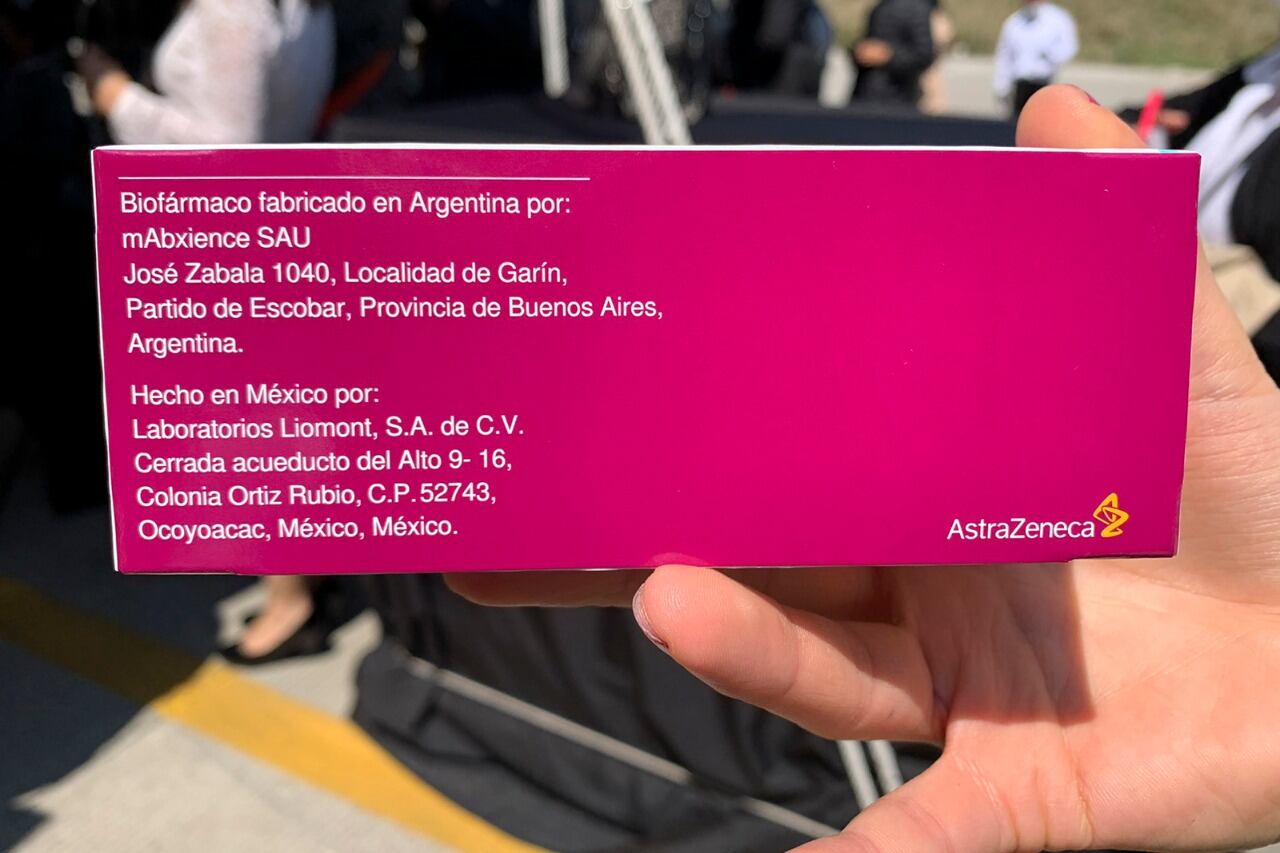 Biofármaco fabricado en Argentina por:
mAbxience SAU
José Zabala 1040, Localidad de Garín,
Partido de Escobar, Provincia de Buenos Aires,
Argentina.
Hecho en México por:
Laboratorios Liomont, S.A. de C.V.
Cerrada acueducto del Alto 9- 16,
Colonia Ortiz Rubio, C.P. 52743,
Ocoyoacac, México, México.
AstraZeneca